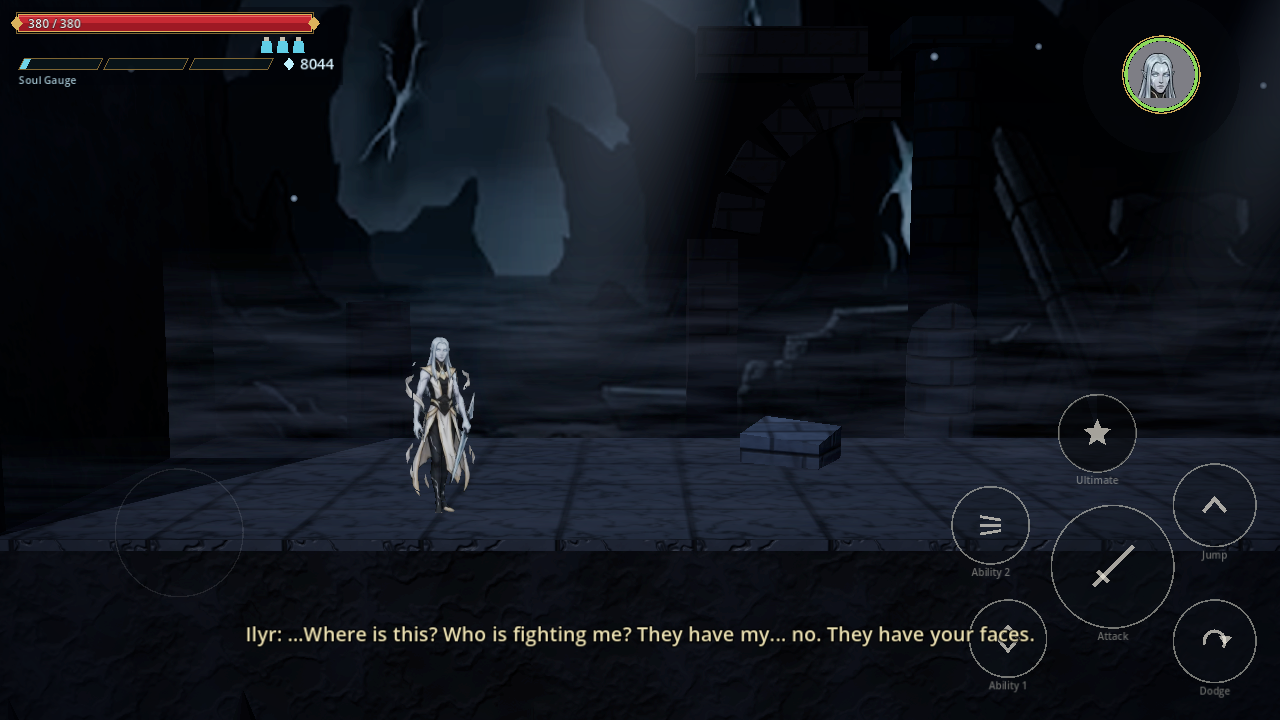 380 / 380
8044
Soul Gauge
Ultimate
Ability 2
Jump
Attack
Ilyr: ...Where is this? Who is fighting me? They have my... no. They have your faces.
Ability 1
Dodge